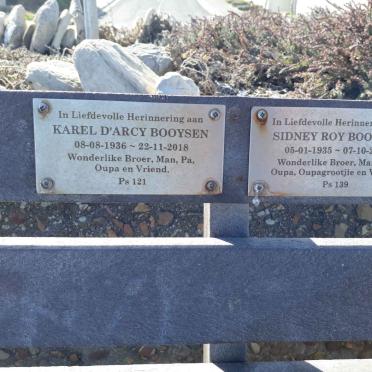 In Liefdevolle Herinnering aan
KAREL D'ARCY BOOYSEN
08-08-1936 ~ 22-11-2018
Wonderlike Broer, Man, Pa,
Oupa en Vriend.
Ps 121
In Liefdevolle Herinner
SIDNEY ROY BOO
05-01-1935 ~ 07-10-2
Wonderlike Broer, Ma
Oupa, Oupagrootjie en V
Ps 139